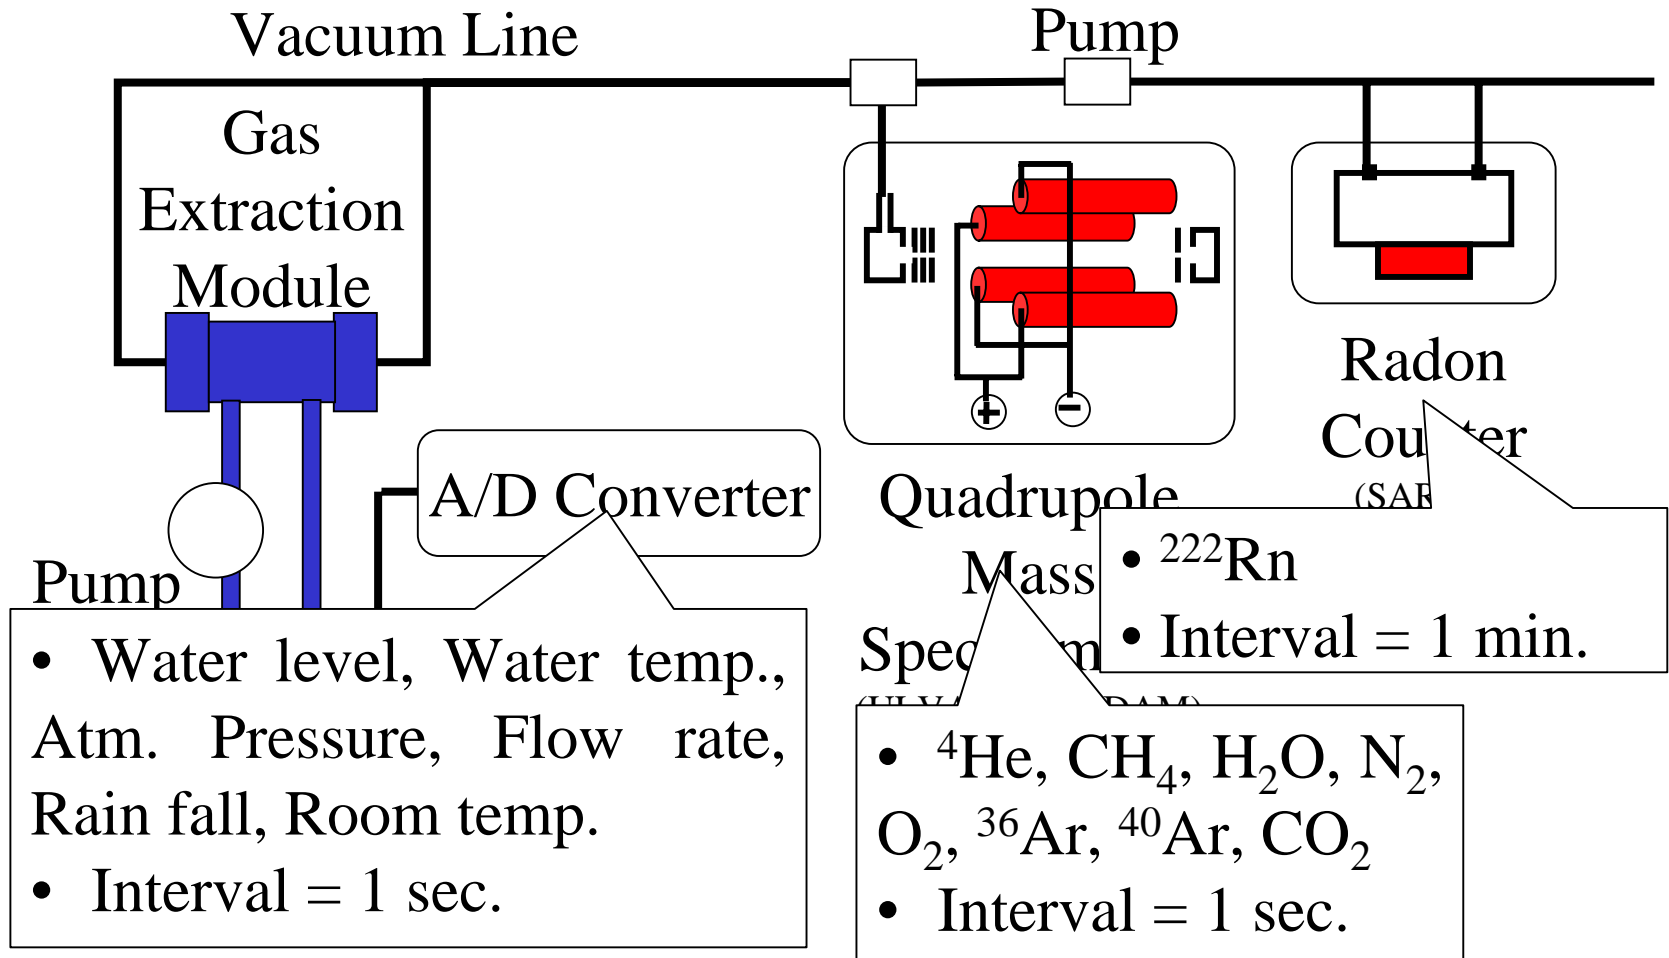 Vacuum Line
Pump
Gas
Extraction
Module
A/D Converter
Pump
Radon
Quadrupole
Mass
• ²²²Rn
• Interval = 1 min.
• Water level, Water temp.,
Atm. Pressure, Flow rate,
Rain fall, Room temp.
• Interval = 1 sec.
• ⁴He, CH₄, H₂O, N₂,
O₂, ³⁶Ar, ⁴⁰Ar, CO₂
• Interval = 1 sec.